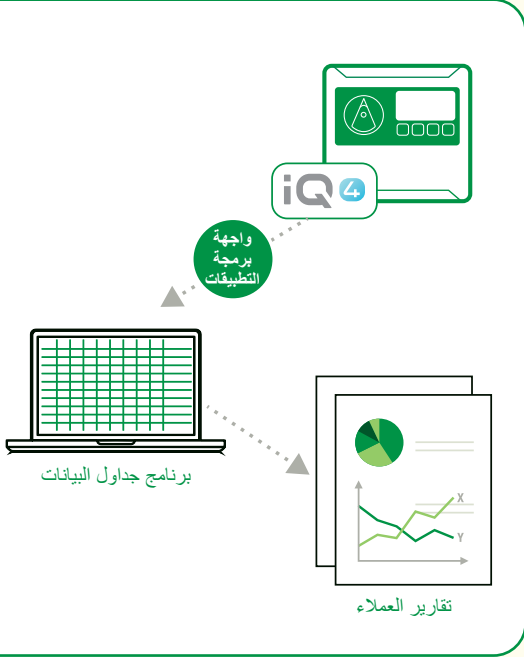 iQ4
واجهة
برمجة
التطبيقات
برنامج جداول البيانات
X
Y
تقارير العملاء